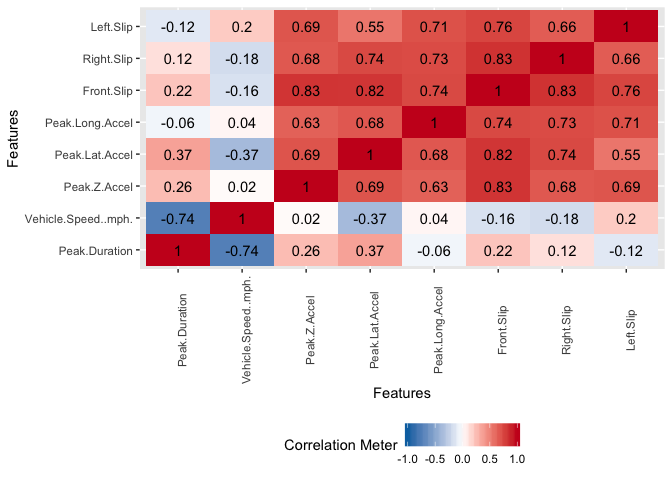 Left.Slip -0.12 0.2 0.69 0.55 0.71 0.76 0.66 1
Right.Slip 0.12 -0.18 0.68 0.74 0.73 0.83 1 0.66
Front.Slip 0.22 -0.16 0.83 0.82 0.74 1 0.83 0.76
Peak.Long.Accel -0.06 0.04 0.63 0.68 1 0.74 0.73 0.71
Peak.Lat.Accel 0.37 -0.37 0.69 1 0.68 0.82 0.74 0.55
Peak.Z.Accel 0.26 0.02 1 0.69 0.63 0.83 0.68 0.69
Vehicle.Speed..mph. -0.74 1 0.02 -0.37 0.04 -0.16 -0.18 0.2
Peak.Duration 1 -0.74 0.26 0.37 -0.06 0.22 0.12 -0.12
Features
Peak.Duration
Vehicle.Speed..mph.
Peak.Z.Accel
Peak.Lat.Accel
Peak.Long.Accel
Front.Slip
Right.Slip
Left.Slip
Features
Correlation Meter
-1.0 -0.5 0.0 0.5 1.0